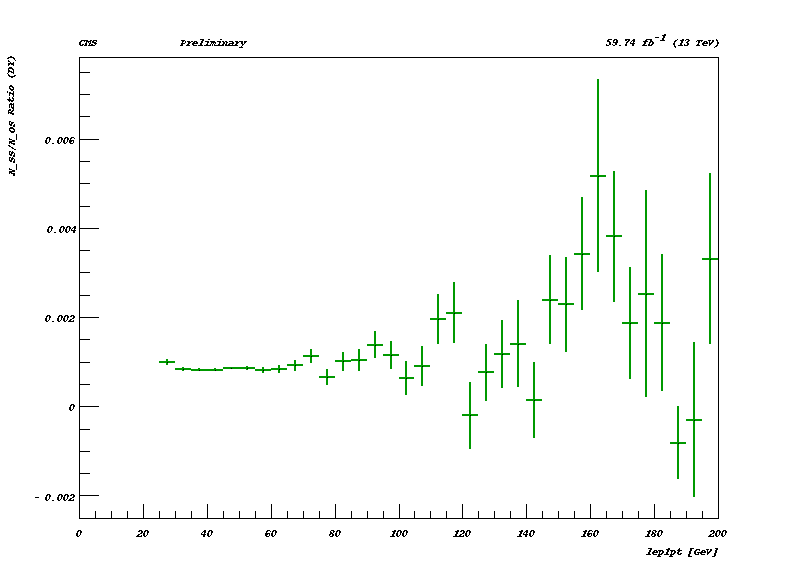 CMS Preliminary 59.74 fb^-1 (13 TeV)
N_SS/N_OS Ratio (DY)
0.006
0.004
0.002
0
-0.002
0 20 40 60 80 100 120 140 160 180 200
lep1pt [GeV]